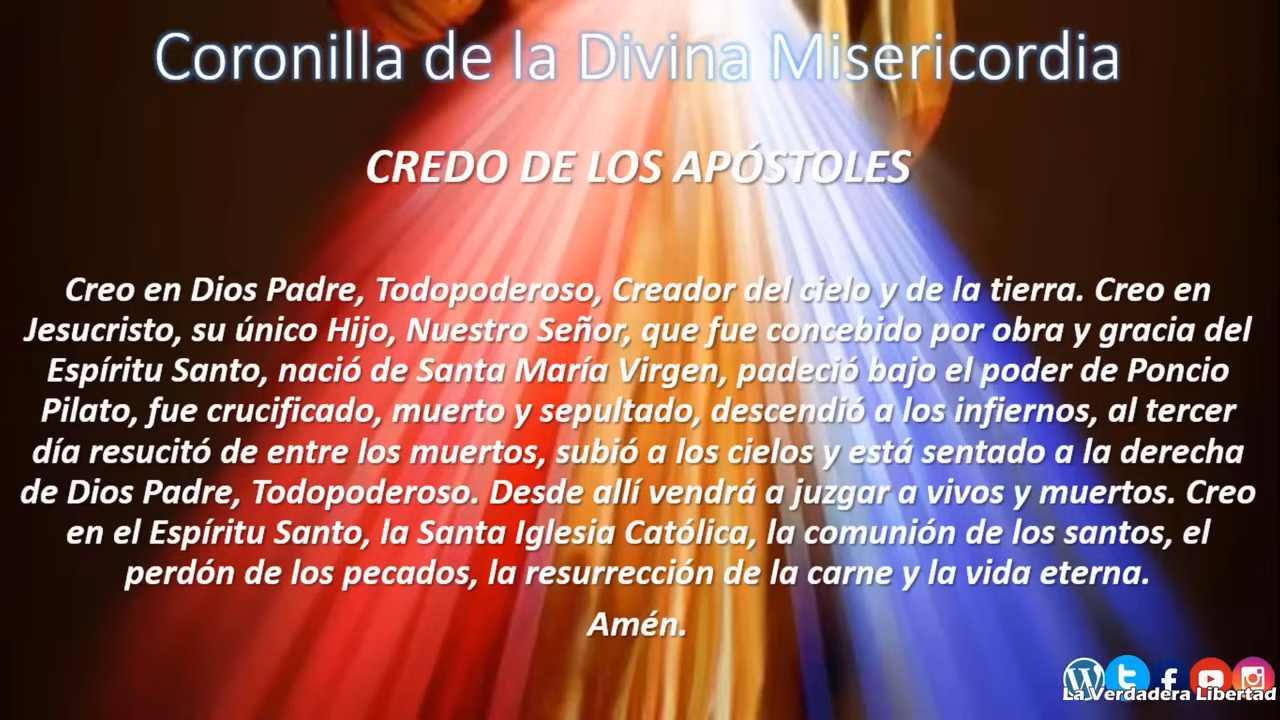 Coronilla de la Divina Misericordia
CREDO DE LOS APÓSTOLES
Creo en Dios Padre, Todopoderoso, Creador del cielo y de la tierra. Creo en
Jesucristo, su único Hijo, Nuestro Señor, que fue concebido por obra y gracia del
Espíritu Santo, nació de Santa María Virgen, padeció bajo el poder de Poncio
Pilato, fue crucificado, muerto y sepultado, descendió a los infiernos, al tercer
día resucitó de entre los muertos, subió a los cielos y está sentado a la derecha
de Dios Padre, Todopoderoso. Desde allí vendrá a juzgar a vivos y muertos. Creo
en el Espíritu Santo, la Santa Iglesia Católica, la comunión de los santos, el
perdón de los pecados, la resurrección de la carne y la vida eterna.
Amén.
La Verdadera Libertad